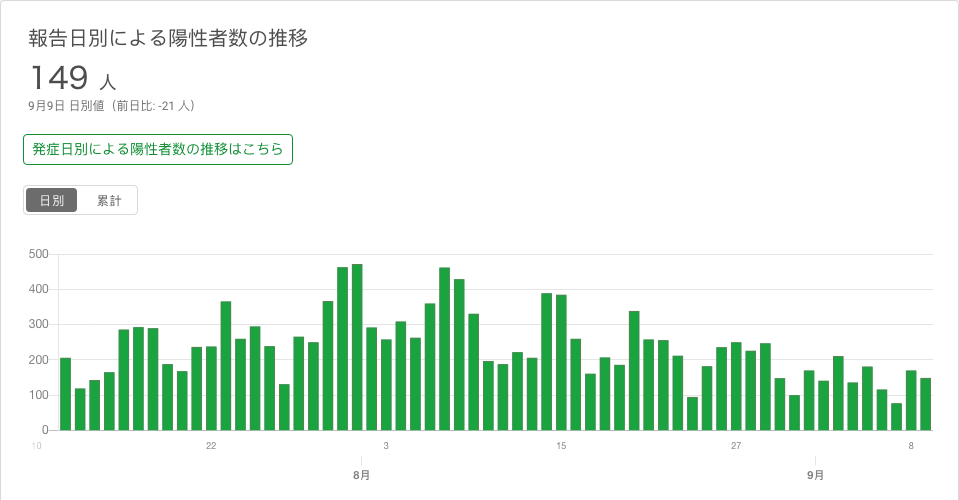 報告日別による陽性者数の推移
149 人
9月9日 日別値（前日比: -21 人）
発症日別による陽性者数の推移はこちら
日別 累計
500
400
300
200
100
0
10 22 3 15 27 8
8月 9月